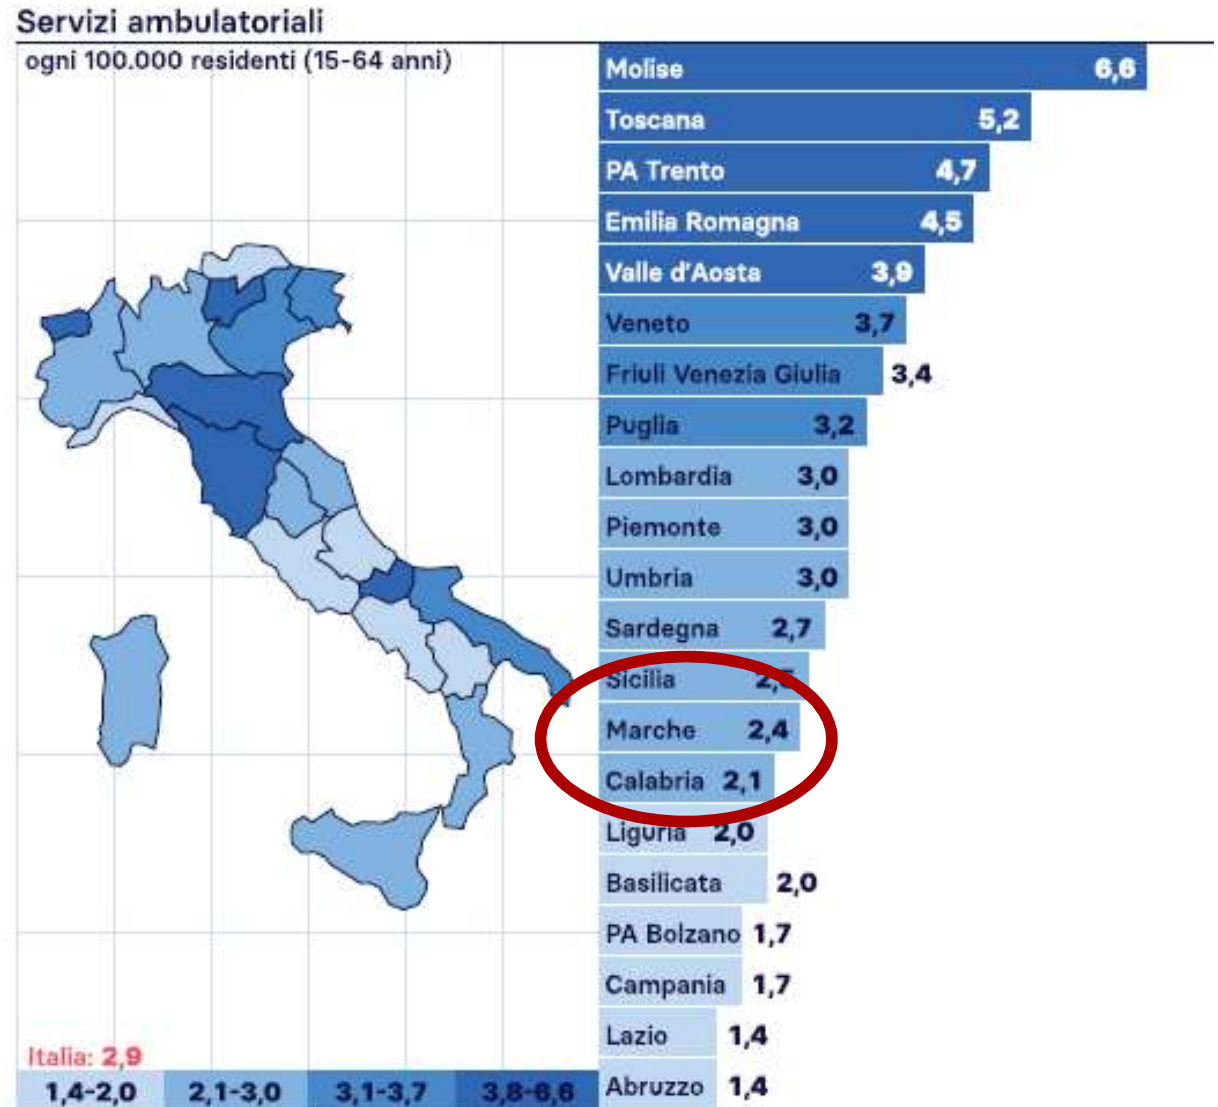 Servizi ambulatoriali
ogni 100.000 residenti (15-64 anni)
Molise 6,6
Toscana 5,2
PA Trento 4,7
Emilia Romagna 4,5
Valle d'Aosta 3,9
Veneto 3,7
Friuli Venezia Giulia 3,4
Puglia 3,2
Lombardia 3,0
Piemonte 3,0
Umbria 3,0
Sardegna 2,7
Sicilia
Marche 2,4
Calabria 2,1
Liguria 2,0
Basilicata 2,0
PA Bolzano 1,7
Campania 1,7
Lazio 1,4
Abruzzo 1,4
Italia: 2,9
1,4-2,0 2,1-3,0 3,1-3,7 3,8-6,6